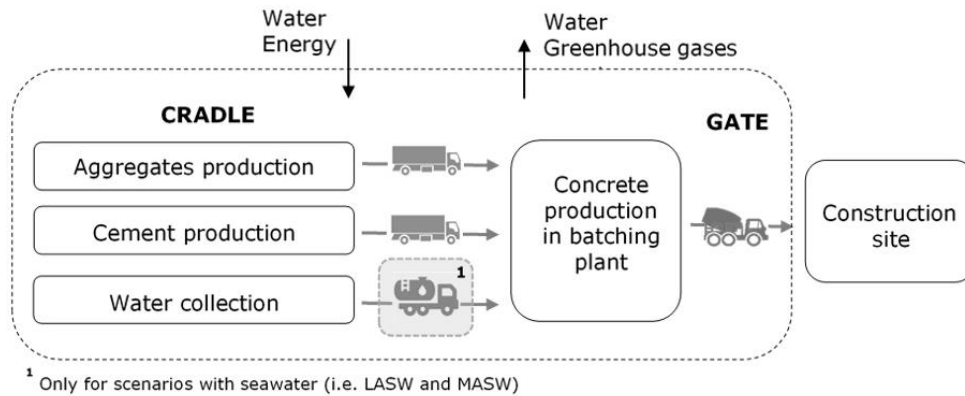 Water
Energy
Water
Greenhouse gases
CRADLE
GATE
Aggregates production
Cement production
Water collection
1
Concrete
production
in batching
plant
Construction
site
1 Only for scenarios with seawater (i.e. LASW and MASW)